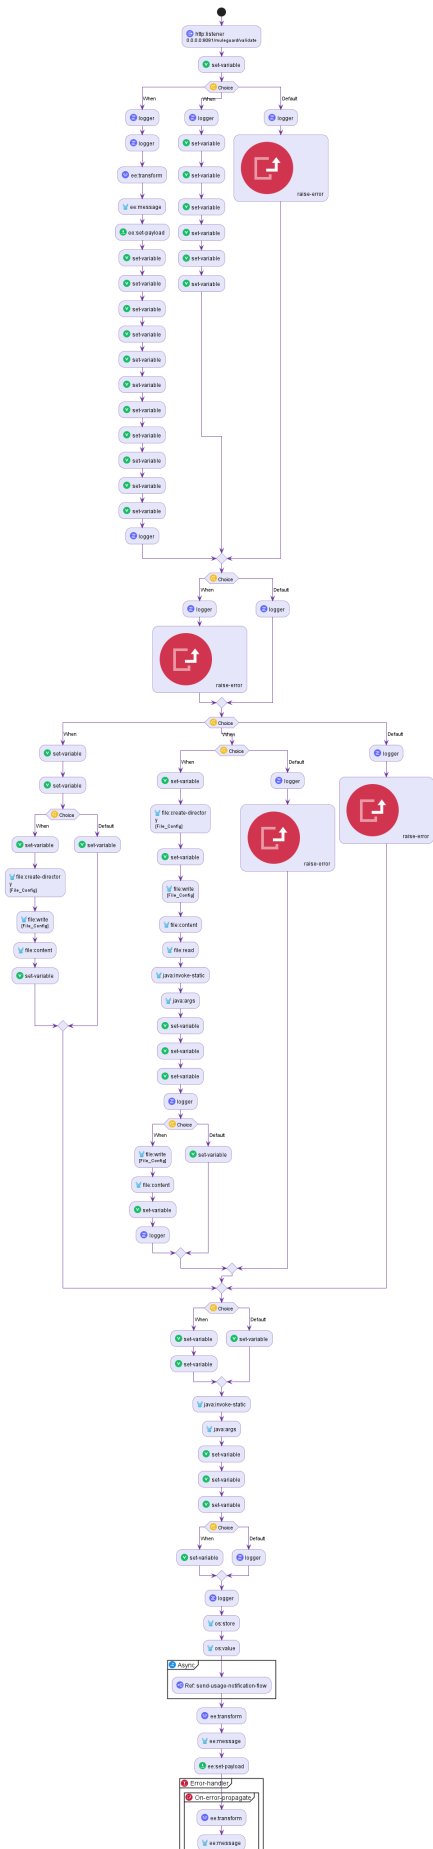 http:listener
0.0.0.0:8081/muleguard/validate
set-variable
Choice
When
When
Default
logger
logger
logger
logger
set-variable
raise-error
ee:transform
set-variable
ee:message
set-variable
ee:set-payload
set-variable
set-variable
set-variable
set-variable
set-variable
set-variable
set-variable
set-variable
set-variable
set-variable
set-variable
set-variable
set-variable
set-variable
logger
Choice
When
Default
logger
logger
raise-error
Choice
When
When
Default
set-variable
Choice
logger
When
Default
set-variable
set-variable
logger
raise-error
Choice
file:create-director
y
[File_Config]
raise-error
When
Default
set-variable
set-variable
set-variable
file:create-director
y
[File_Config]
file:write
[File_Config]
file:write
[File_Config]
file:content
file:content
file:read
set-variable
java:invoke-static
java:args
set-variable
set-variable
set-variable
logger
Choice
When
Default
file:write
[File_Config]
set-variable
file:content
set-variable
logger
Choice
When
Default
set-variable
set-variable
set-variable
java:invoke-static
java:args
set-variable
set-variable
set-variable
Choice
When
Default
set-variable
logger
logger
os:store
os:value
Async
Ref: send-usage-notification-flow
ee:transform
ee:message
ee:set-payload
Error-handler
On-error-propagate
ee:transform
ee:message